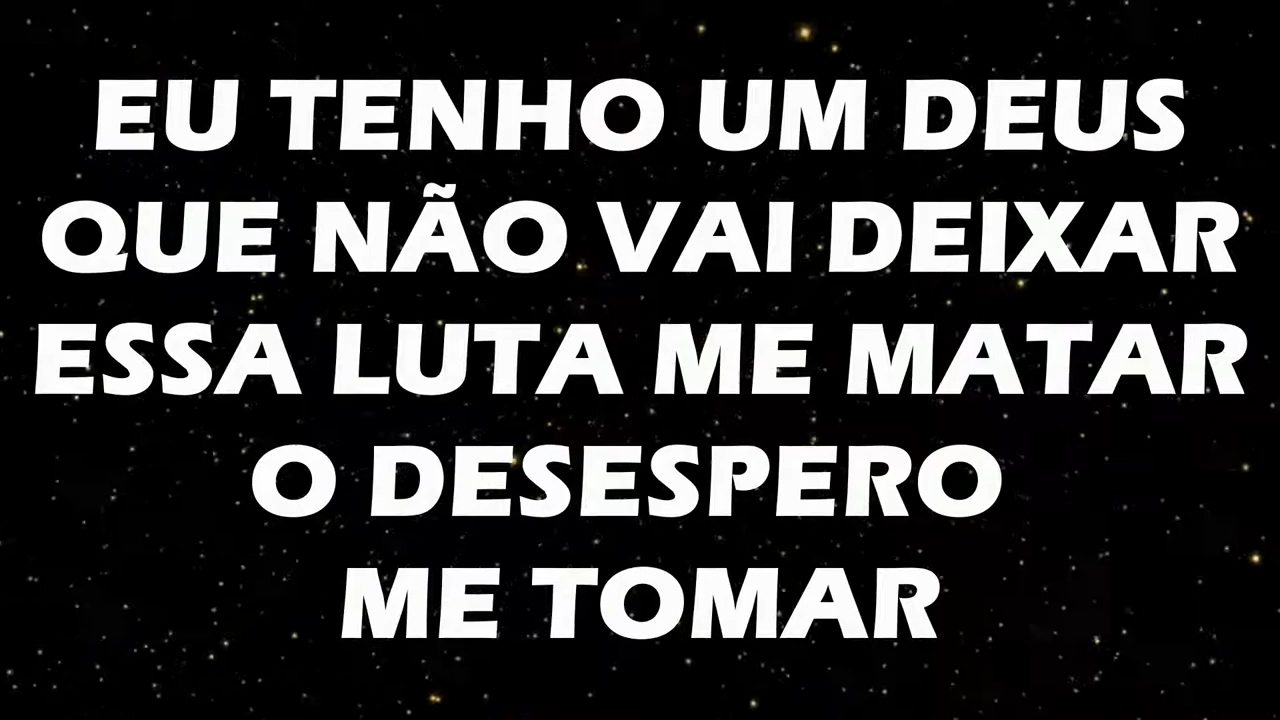 EU TENHO UM DEUS
QUE NÃO VAI DEIXAR
ESSA LUTA ME MATAR
O DESESPERO
ME TOMAR